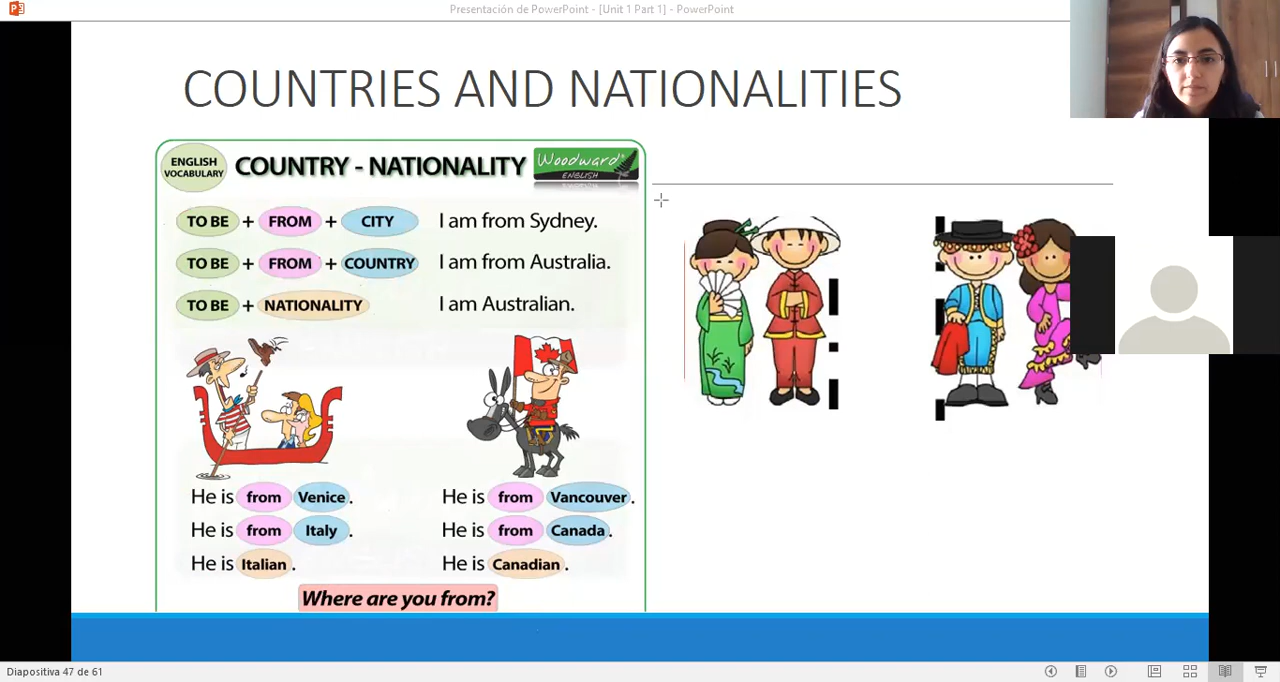 Presentación de PowerPoint - [Unit 1 Part 1] - PowerPoint
COUNTRIES AND NATIONALITIES
ENGLISH VOCABULARY
COUNTRY - NATIONALITY
Woodward®
ENGLISH
TO BE + FROM + CITY I am from Sydney.
TO BE + FROM + COUNTRY I am from Australia.
TO BE + NATIONALITY I am Australian.
He is from Venice.
He is from Italy.
He is Italian.
He is from Vancouver.
He is from Canada.
He is Canadian.
Where are you from?
Diapositiva 47 de 61